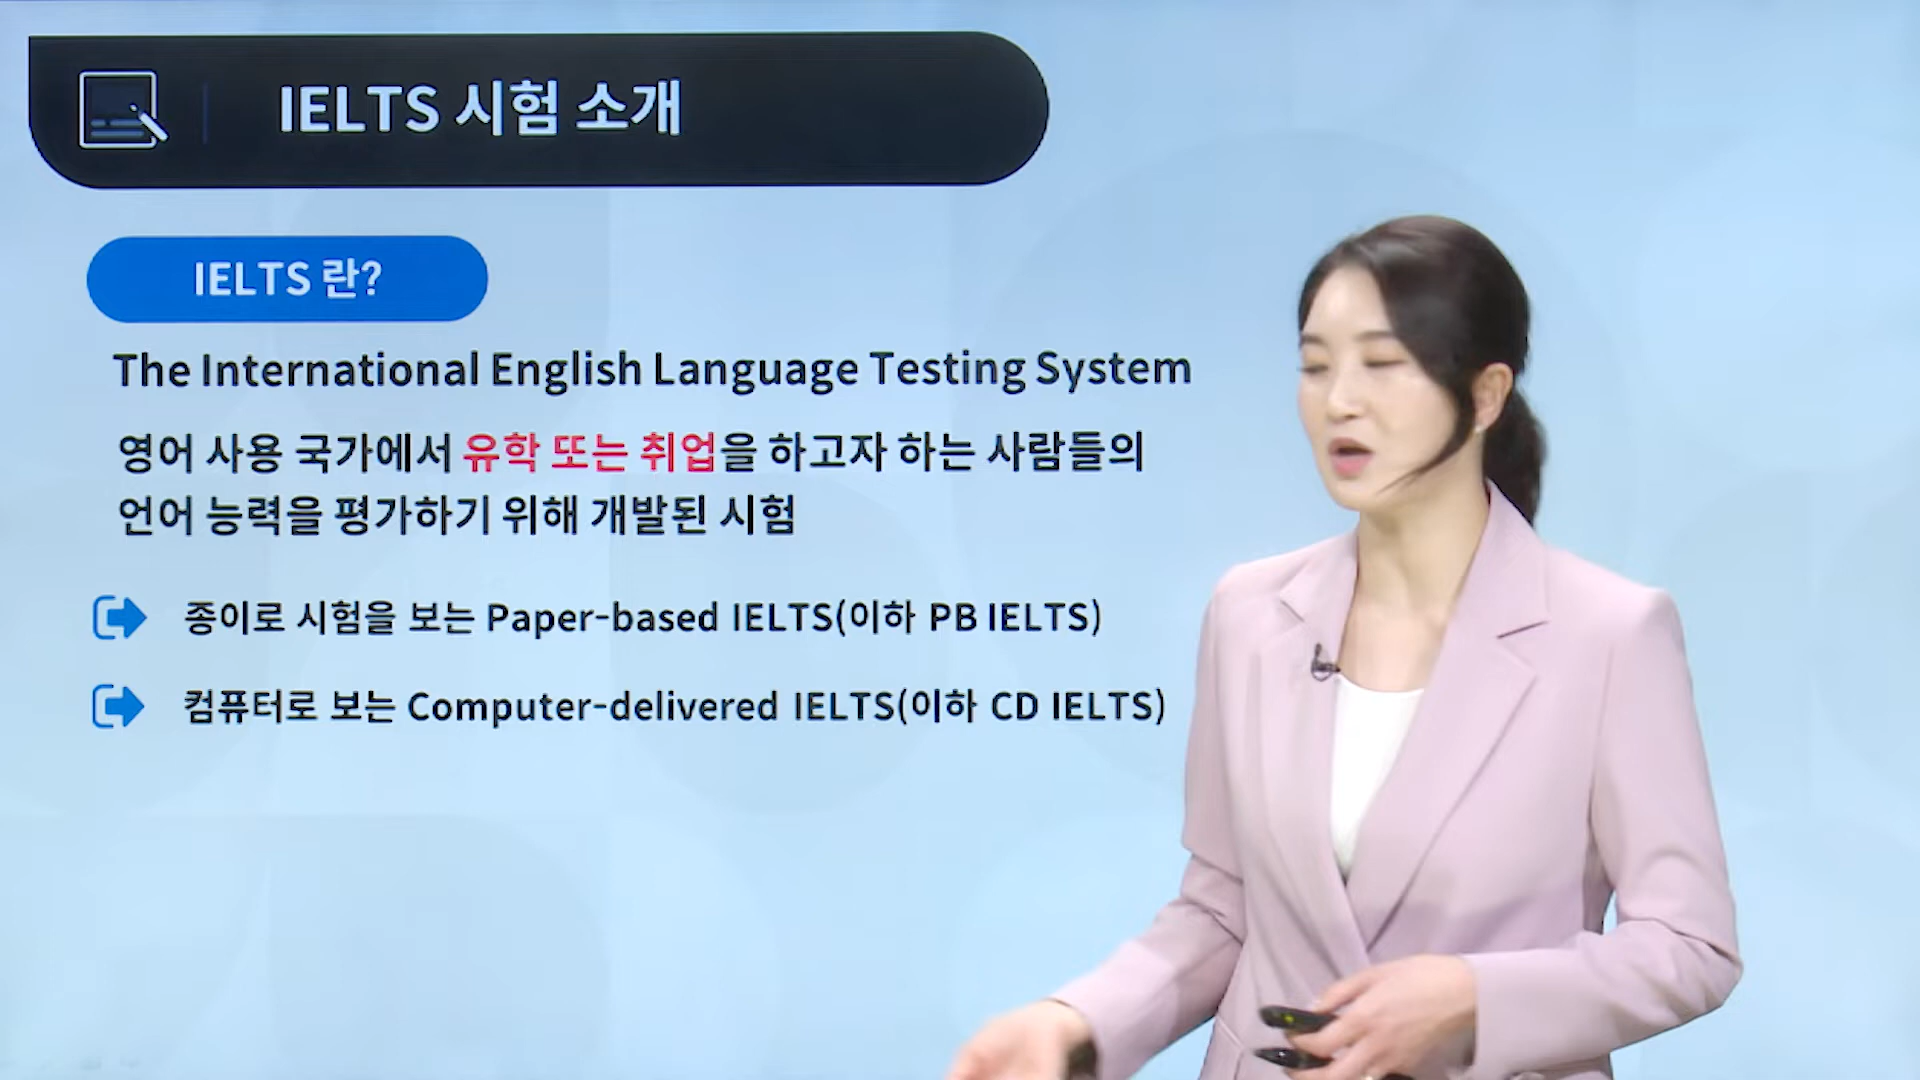 IELTS 시험 소개
IELTS 란?
The International English Language Testing System
영어 사용 국가에서 유학 또는 취업을 하고자 하는 사람들의
언어 능력을 평가하기 위해 개발된 시험
종이로 시험을 보는 Paper-based IELTS(이하 PB IELTS)
컴퓨터로 보는 Computer-delivered IELTS(이하 CD IELTS)